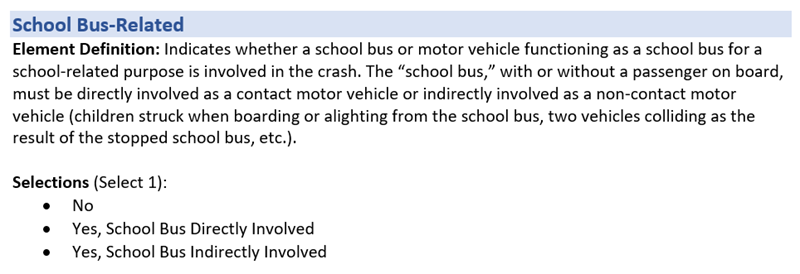 School Bus-Related
Element Definition: Indicates whether a school bus or motor vehicle functioning as a school bus for a
school-related purpose is involved in the crash. The “school bus,” with or without a passenger on board,
must be directly involved as a contact motor vehicle or indirectly involved as a non-contact motor
vehicle (children struck when boarding or alighting from the school bus, two vehicles colliding as the
result of the stopped school bus, etc.).
Selections (Select 1):
• No
• Yes, School Bus Directly Involved
• Yes, School Bus Indirectly Involved